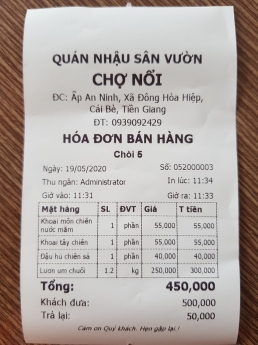 QUÁN NHẬU SÂN VƯỜN
CHỢ NỔI
ĐC: Ấp An Ninh, Xã Đông Hòa Hiệp,
Cái Bè, Tiền Giang
ĐT: 0939092429
HÓA ĐƠN BÁN HÀNG
Chòi 5
Ngày: 19/05/2020 Số: 052000003
Thu ngân: Administrator In lúc: 11:34
Giờ vào: 11:31 Giờ ra: 11:33
Mặt hàng SL ĐVT Giá T tiền
Khoai môn chiên
nước mắm 1 phần 55,000 55,000
Khoai tây chiên 1 phần 55,000 55,000
Đậu hủ chiên sả 1 phần 40,000 40,000
Lươn um chuối 1.2 kg 250,000 300,000
Tổng: 450,000
Khách đưa: 500,000
Trả lại: 50,000
Cám ơn Quý khách. Hẹn gặp lại!